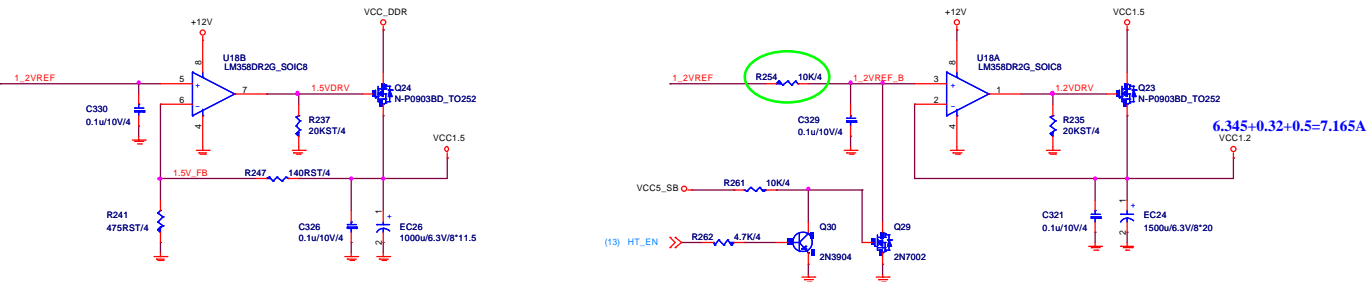 +12V
VCC_DDR
8
U18B
LM358DR2G_SOIC8
1_2VREF
5
+
6
-
7
1.5VDRV
Q24
N-P0903BD_TO252
C330
0.1u/10V/4
4
R237
20KST/4
VCC1.5
1.5V_FB
R247
140RST/4
R241
475RST/4
C326
0.1u/10V/4
1
+
2
EC26
1000u/6.3V/8*11.5
+12V
VCC1.5
8
U18A
LM358DR2G_SOIC8
1_2VREF
R254
10K/4
1_2VREF_B
3
+
2
-
1
1.2VDRV
Q23
N-P0903BD_TO252
C329
0.1u/10V/4
4
R235
20KST/4
6.345+0.32+0.5=7.165A
VCC1.2
VCC5_SB
R261
10K/4
Q30
2N3904
Q29
2N7002
(13) HT_EN
R262
4.7K/4
C321
0.1u/10V/4
1
+
2
EC24
1500u/6.3V/8*20